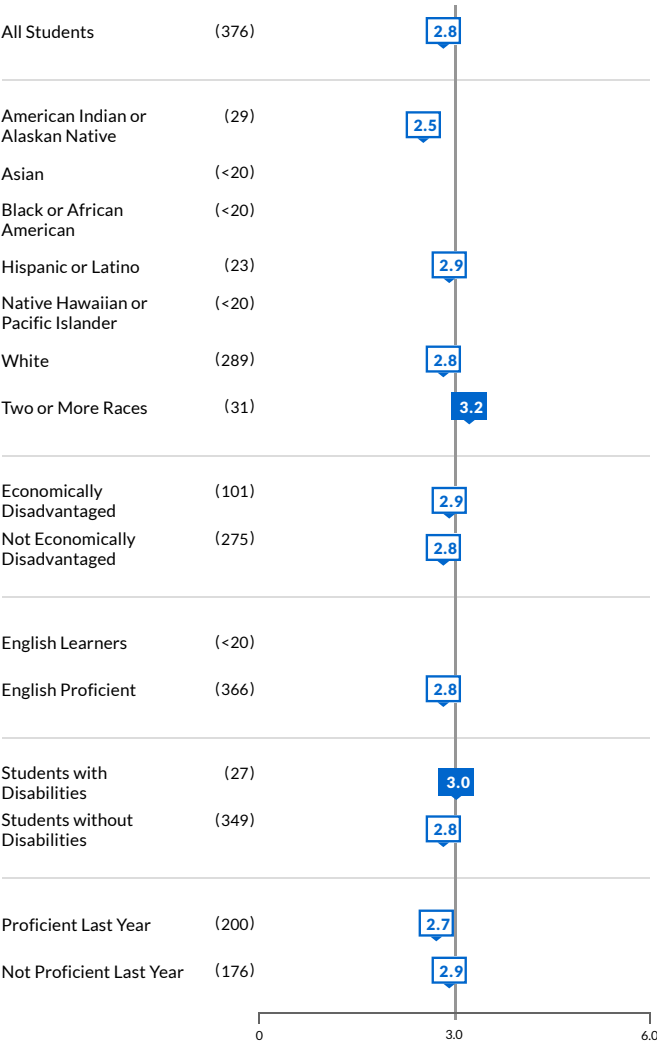 All Students (376) 2.8
American Indian or (29)
Alaskan Native 2.5
Asian (<20)
Black or African (<20)
American
Hispanic or Latino (23) 2.9
Native Hawaiian or (<20)
Pacific Islander
White (289) 2.8
Two or More Races (31) 3.2
Economically (101)
Disadvantaged 2.9
Not Economically (275)
Disadvantaged 2.8
English Learners (<20)
English Proficient (366) 2.8
Students with (27)
Disabilities 3.0
Students without (349)
Disabilities 2.8
Proficient Last Year (200) 2.7
Not Proficient Last Year (176) 2.9
0 3.0 6.0